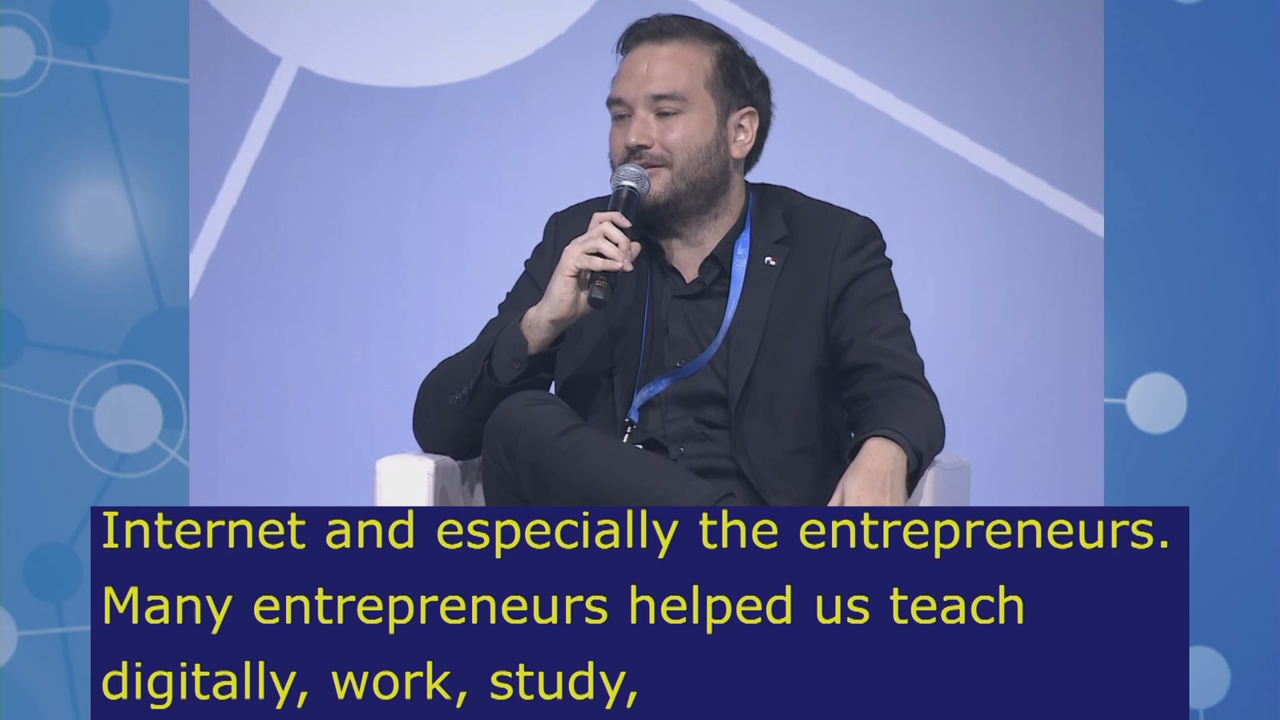 Internet and especially the entrepreneurs.
Many entrepreneurs helped us teach
digitally, work, study,